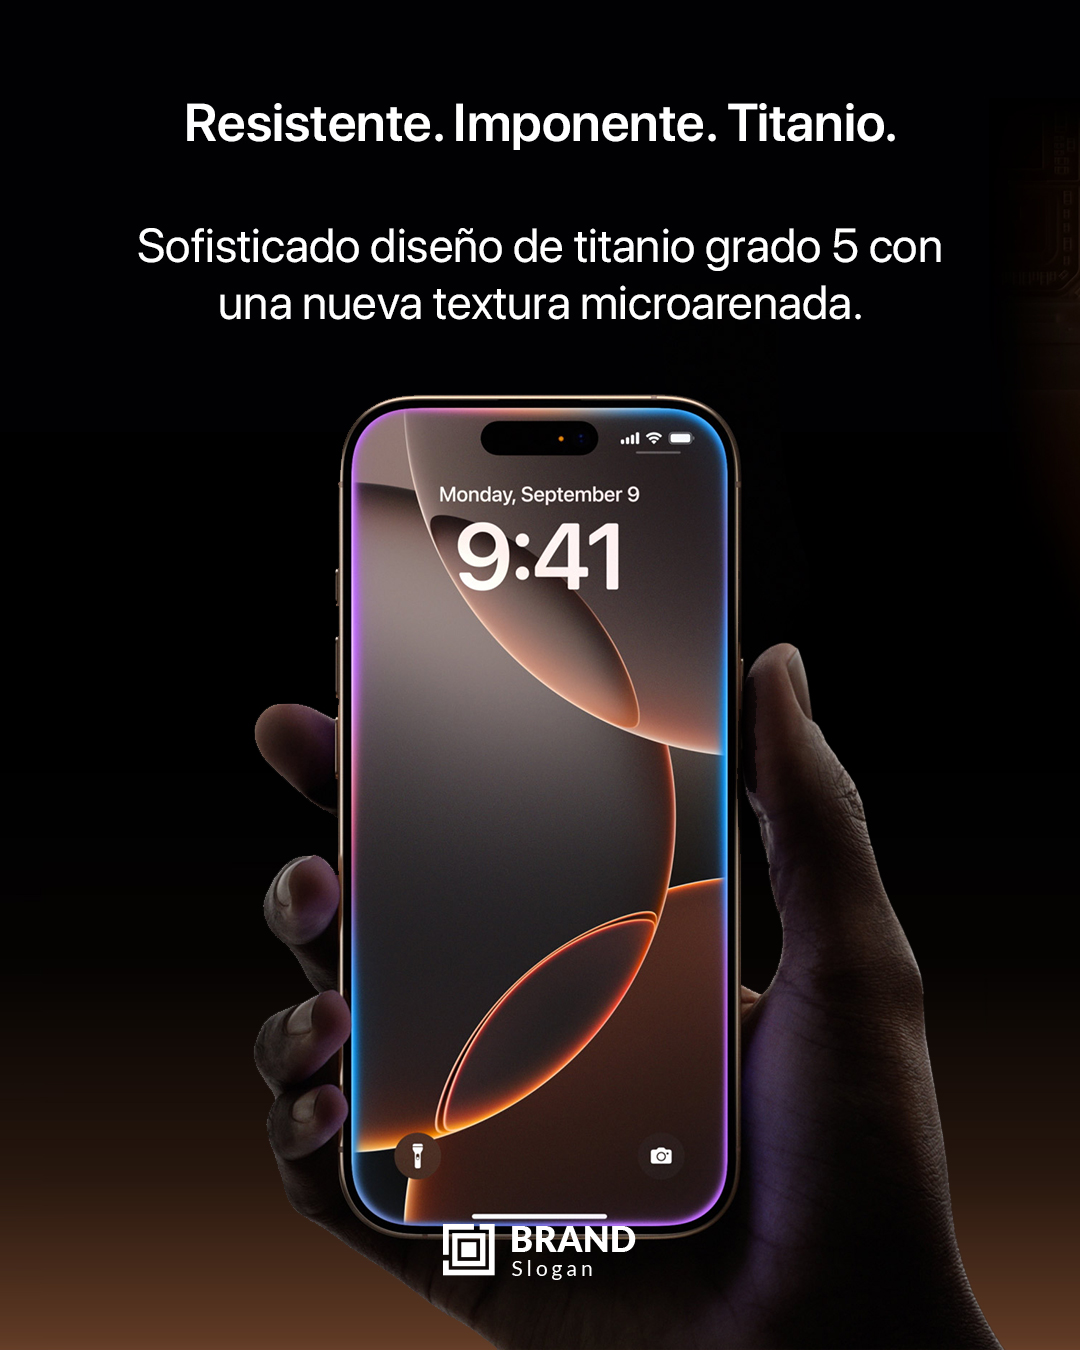 Resistente. Imponente. Titanio.
Sofisticado diseño de titanio grado 5 con
una nueva textura microarenada.
Monday, September 9
9:41
BRAND
Slogan